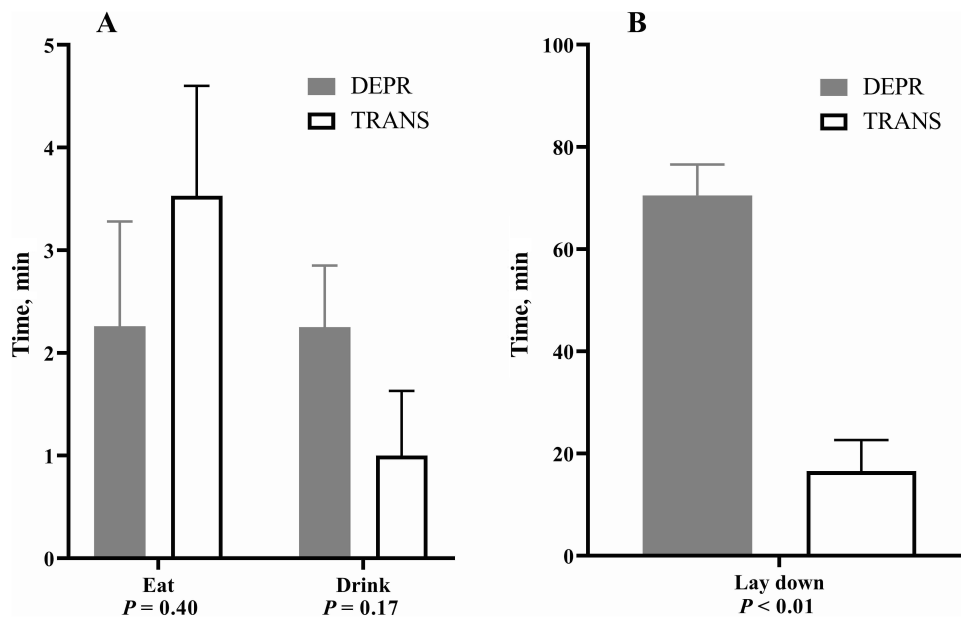 A
5
4
3
2
1
0
Time, min
DEPR
TRANS
Eat
P = 0.40
Drink
P = 0.17
B
100
80
60
40
20
0
Time, min
DEPR
TRANS
Lay down
P < 0.01